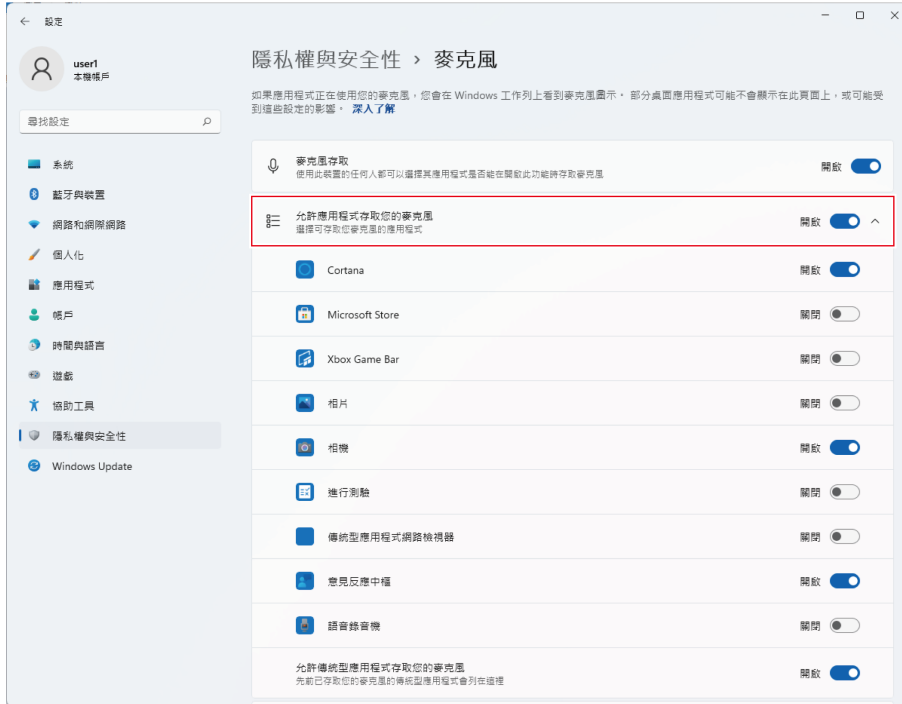 設定
user1
本機帳戶
尋找設定
系統
藍牙與裝置
網路和網際網路
個人化
應用程式
帳戶
時間與語言
遊戲
協助工具
隱私權與安全性
Windows Update
隱私權與安全性 › 麥克風
如果應用程式正在使用您的麥克風，您會在 Windows 工作列上看到麥克風圖示。 部分桌面應用程式可能不會顯示在此頁面上，或可能受
到這些設定的影響。 深入了解
麥克風存取
使用此裝置的任何人都可以選擇其應用程式是否能在開啟此功能時存取麥克風
開啟
允許應用程式存取您的麥克風
選擇可存取您麥克風的應用程式
開啟
Cortana 開啟
Microsoft Store 關閉
Xbox Game Bar 關閉
相片 關閉
相機 開啟
進行測驗 關閉
傳統型應用程式網路檢視器 關閉
意見反應中樞 開啟
語音錄音機 關閉
允許傳統型應用程式存取您的麥克風
先前已存取您的麥克風的傳統型應用程式會列在這裡
開啟